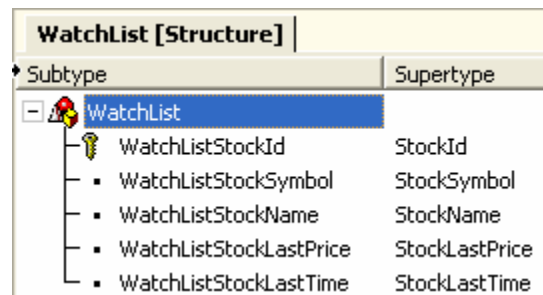 WatchList [Structure]
Subtype Supertype
WatchList
WatchListStockId StockId
WatchListStockSymbol StockSymbol
WatchListStockName StockName
WatchListStockLastPrice StockLastPrice
WatchListStockLastTime StockLastTime